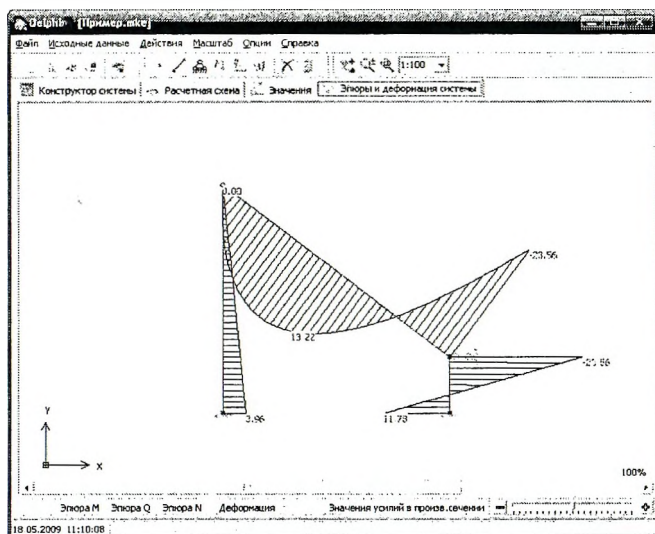 Delphin - [Пример.mke]
Файл Исходные данные Действия Масштаб Опции Справка
1:100
Конструктор системы Расчетная схема Значения Эпюры и деформация системы
0.00
-23.56
13.22
-23.56
3.96
11.78
Y
X
100%
Эпюра M Эпюра Q Эпюра N Деформация Значения усилий в произв.сечении
18.05.2009 11:10:08